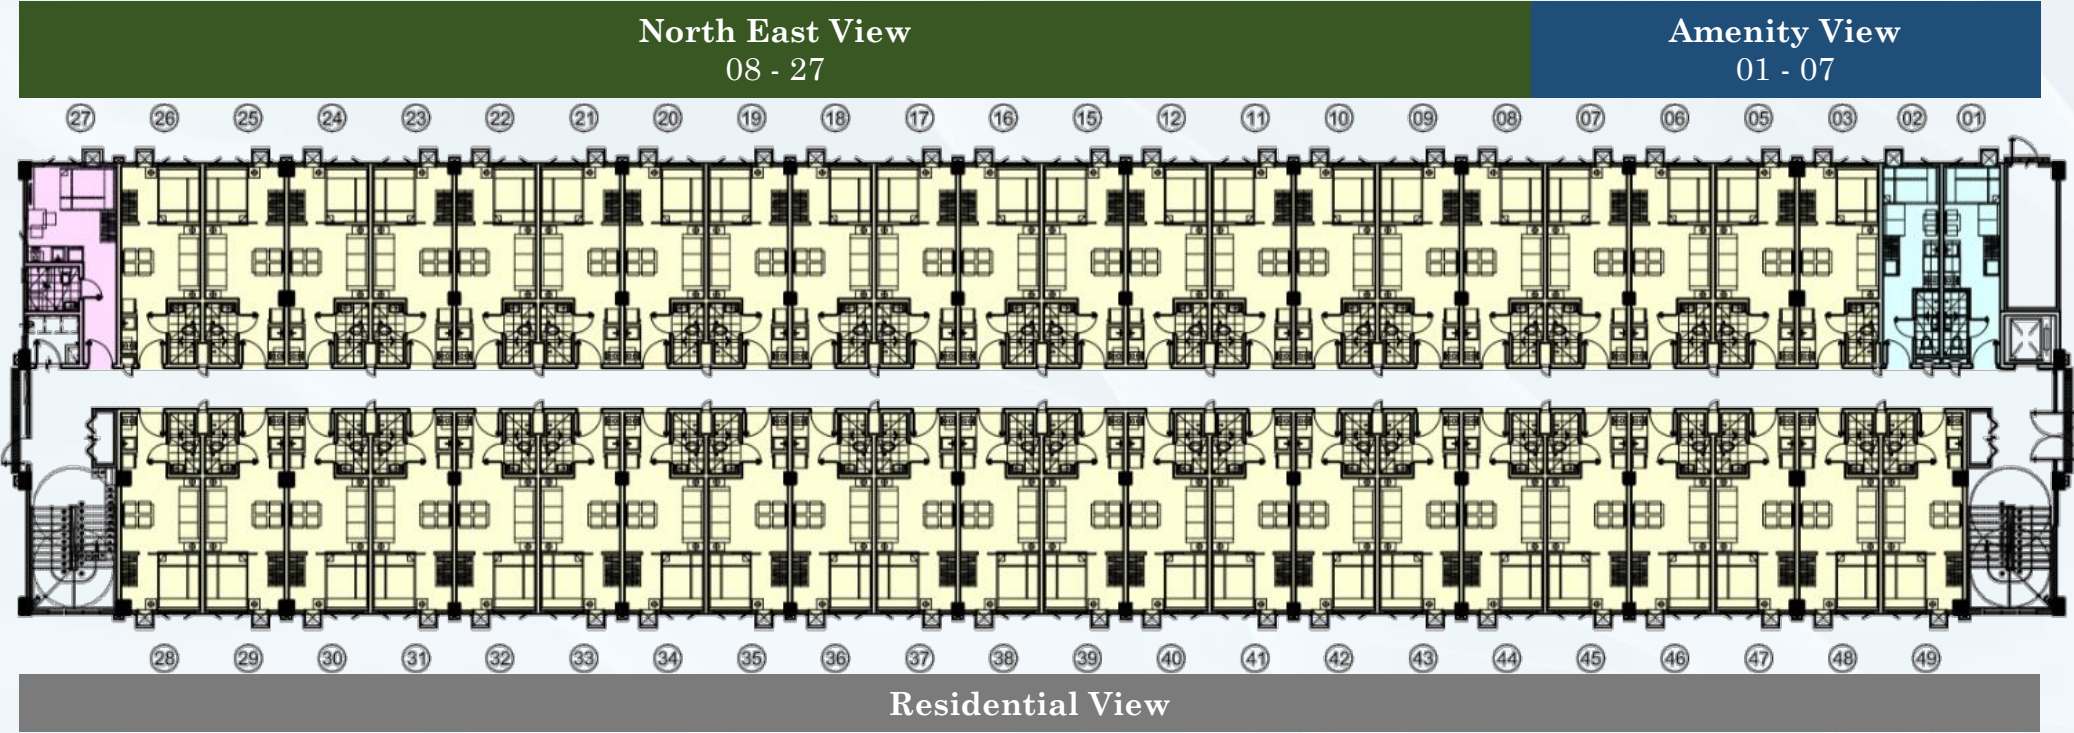 North East View
08 - 27
Amenity View
01 - 07
27 26 25 24 23 22 21 20 19 18 17 16 15 12 11 10 09 08 07 06 05 03 02 01
28 29 30 31 32 33 34 35 36 37 38 39 40 41 42 43 44 45 46 47 48 49
Residential View